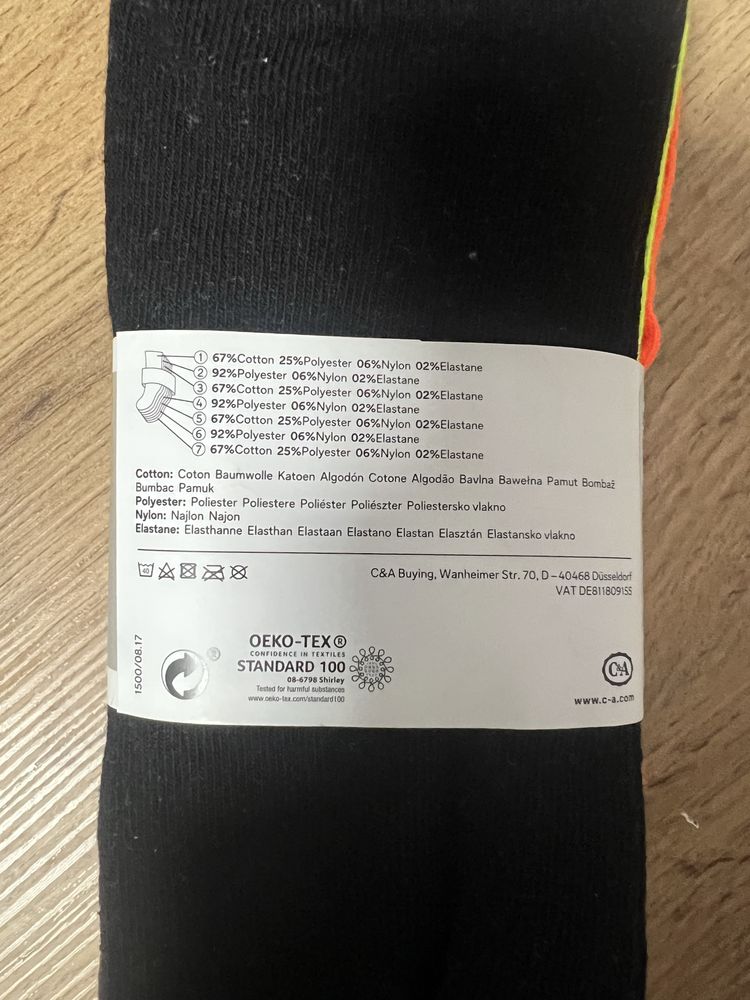 1 67%Cotton 25%Polyester 06%Nylon 02%Elastane
2 92%Polyester 06%Nylon 02%Elastane
3 67%Cotton 25%Polyester 06%Nylon 02%Elastane
4 92%Polyester 06%Nylon 02%Elastane
5 67%Cotton 25%Polyester 06%Nylon 02%Elastane
6 92%Polyester 06%Nylon 02%Elastane
7 67%Cotton 25%Polyester 06%Nylon 02%Elastane
Cotton: Coton Baumwolle Katoen Algodón Cotone Algodão Bavlna Bawełna Pamut Bombaž
Bumbac Pamuk
Polyester: Poliester Poliestere Poliéster Poliészter Poliestersko vlakno
Nylon: Najlon Najon
Elastane: Elasthanne Elasthan Elastaan Elastano Elastan Elasztán Elastansko vlakno
40
C&A Buying, Wanheimer Str. 70, D-40468 Düsseldorf
VAT DE811809155
1500/08.17
®
OEKO-TEX®
CONFIDENCE IN TEXTILES
STANDARD 100
08-6798 Shirley
Tested for harmful substances
www.oeko-tex.com/standard100
C&A
www.c-a.com